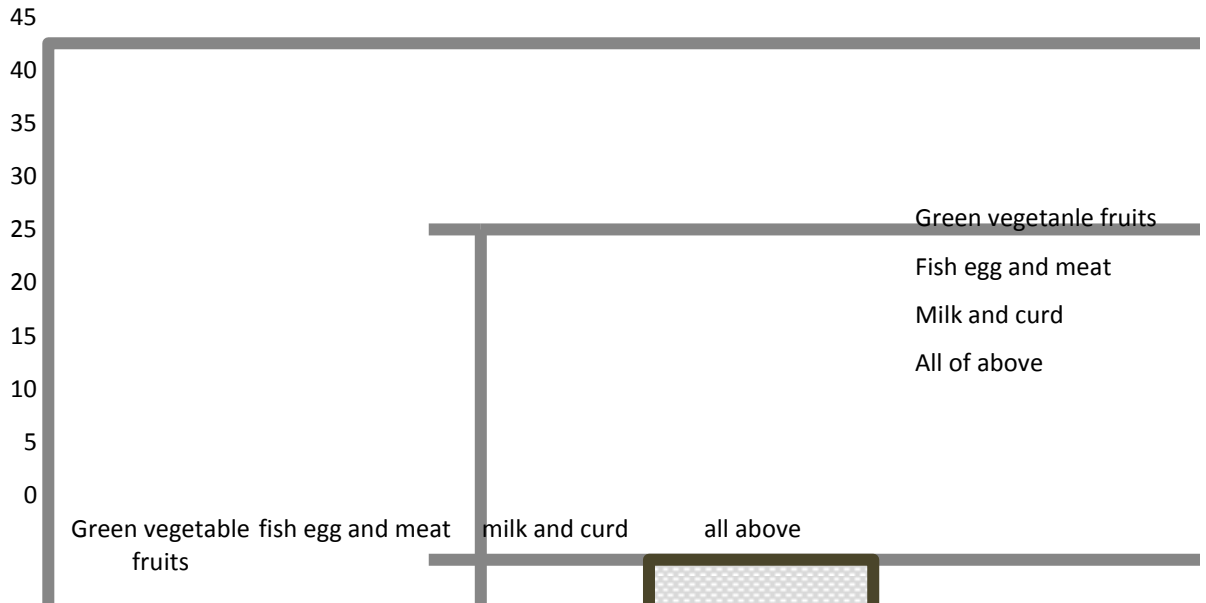 45
40
35
30
25
20
15
10
5
0
Green vegetanle fruits
Fish egg and meat
Milk and curd
All of above
Green vegetable fish egg and meat milk and curd all above
fruits